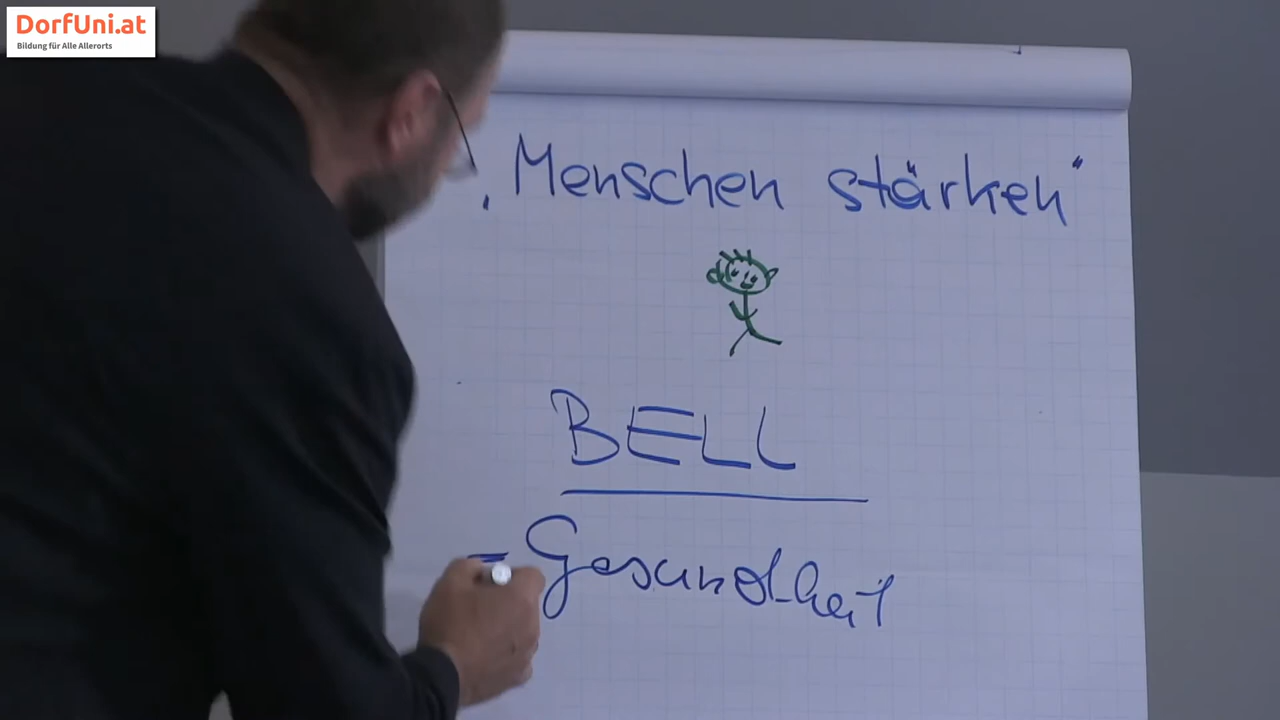 DorfUni.at
Bildung für Alle Allerorts
„Menschen stärken“
BELL
= Gesundheit